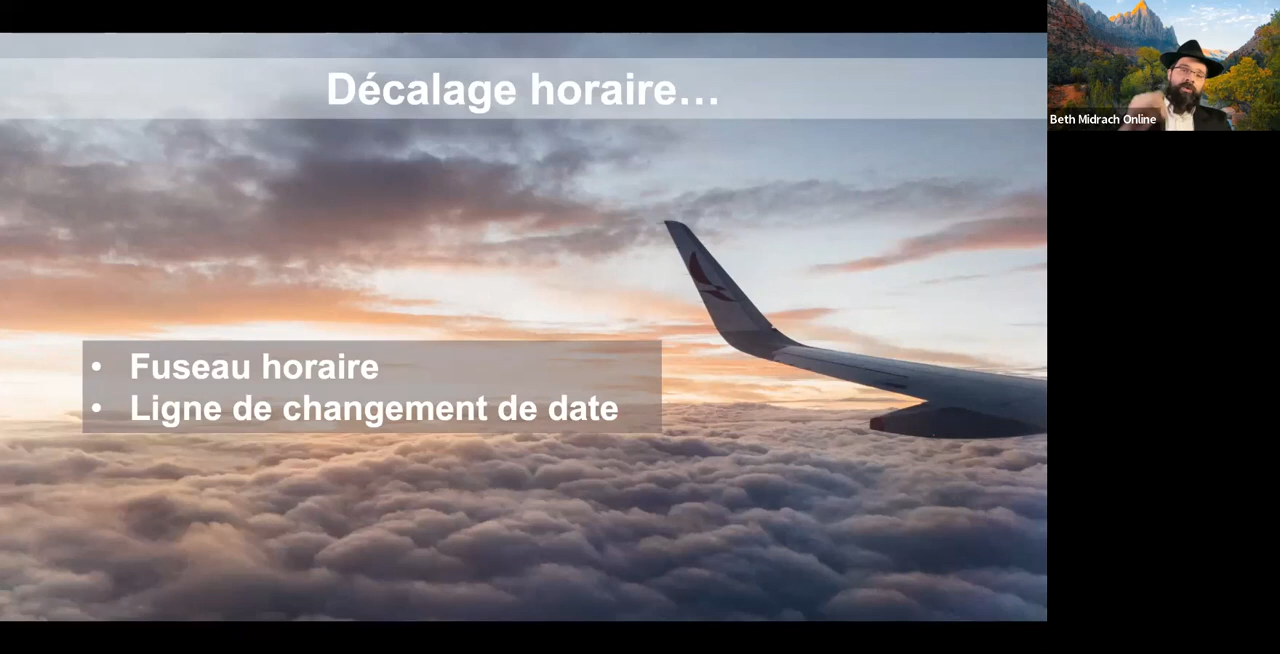 Décalage horaire…
• Fuseau horaire
• Ligne de changement de date
Beth Midrach Online